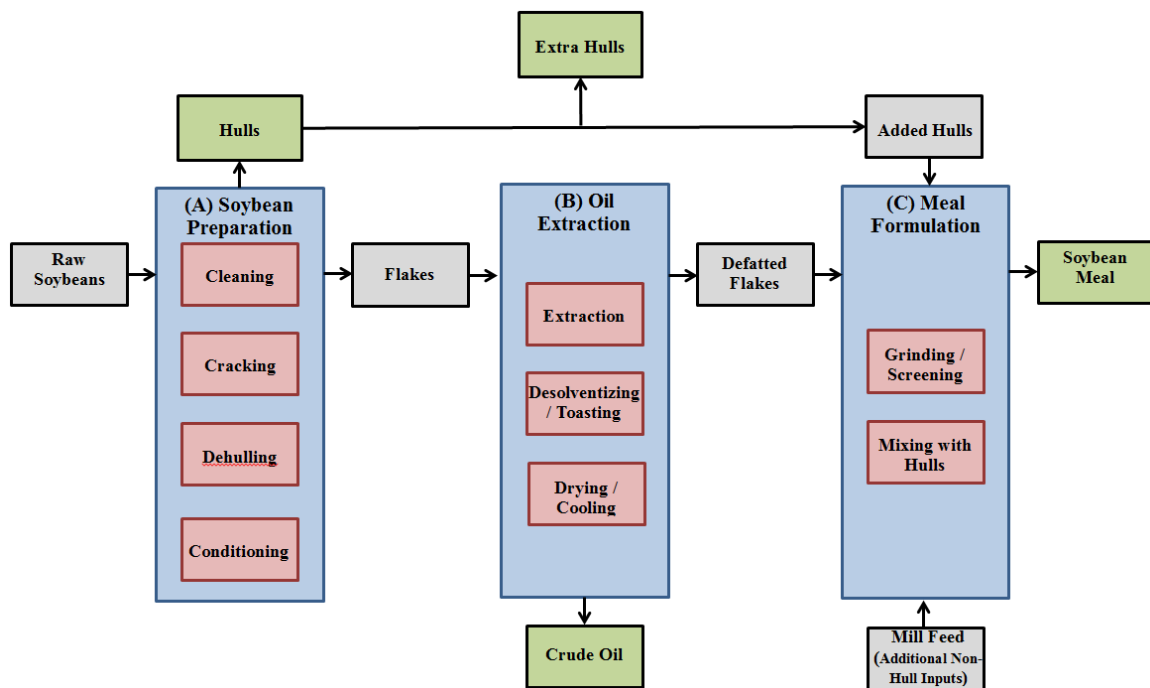 Extra Hulls
Hulls
Added Hulls
(A) Soybean
Preparation
Cleaning
Cracking
Dehulling
Conditioning
(B) Oil
Extraction
Extraction
Desolventizing
/ Toasting
Drying /
Cooling
(C) Meal
Formulation
Grinding /
Screening
Mixing with
Hulls
Raw
Soybeans
Flakes
Defatted
Flakes
Soybean
Meal
Crude Oil
Mill Feed
(Additional Non-
Hull Inputs)